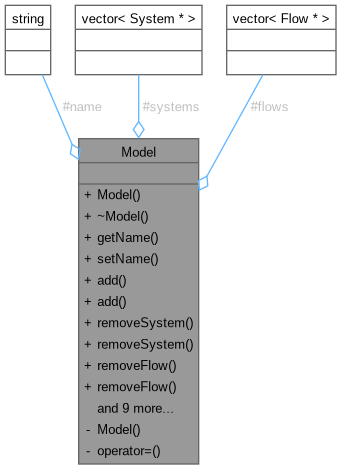 string
vector< System * >
vector< Flow * >
#name
#systems
#flows
Model
+ Model()
+ ~Model()
+ getName()
+ setName()
+ add()
+ add()
+ removeSystem()
+ removeSystem()
+ removeFlow()
+ removeFlow()
and 9 more...
- Model()
- operator=()